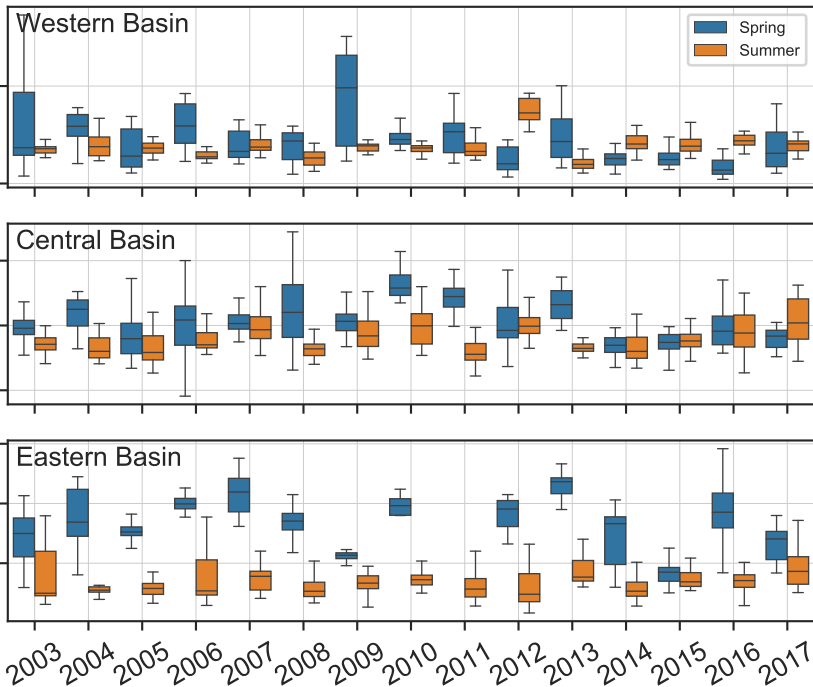 Western Basin
Spring
Summer
Central Basin
Eastern Basin
2003 2004 2005 2006 2007 2008 2009 2010 2011 2012 2013 2014 2015 2016 2017